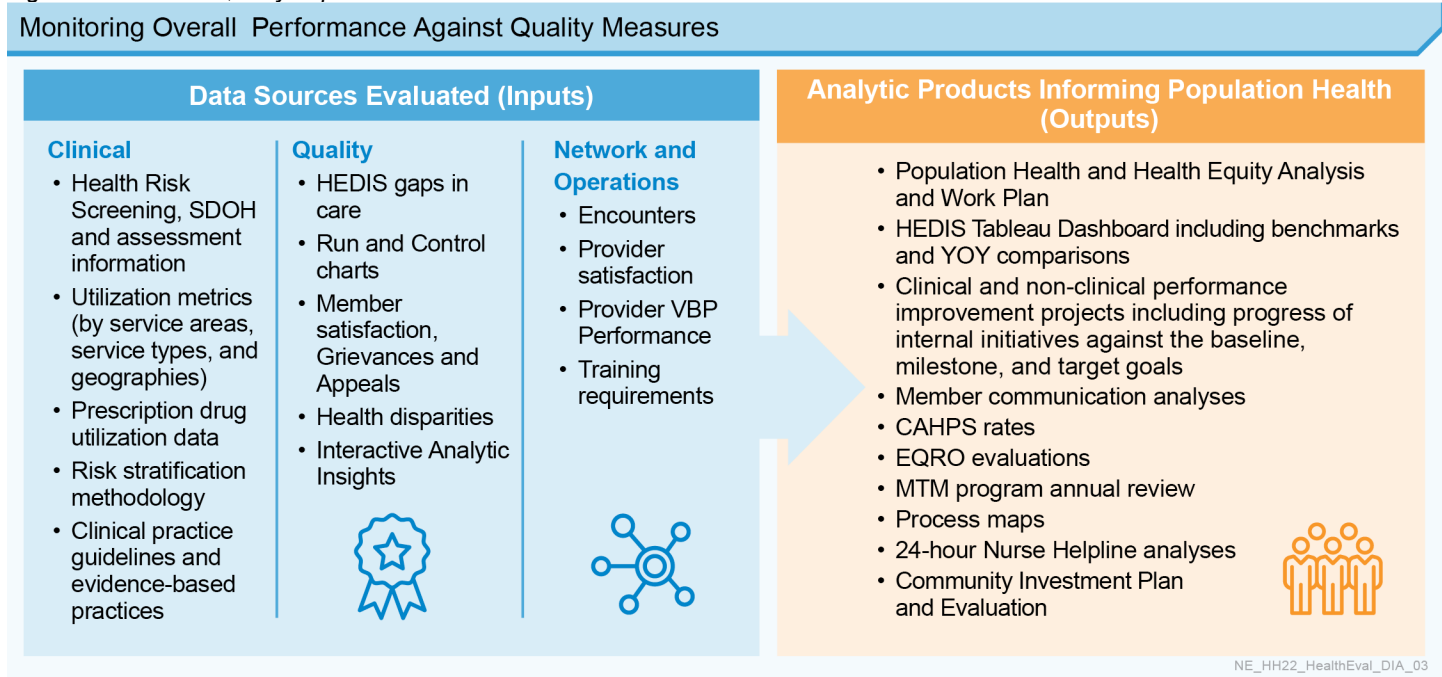 Monitoring Overall Performance Against Quality Measures
Data Sources Evaluated (Inputs)
Clinical
• Health Risk
Screening, SDOH
and assessment
information
• Utilization metrics
(by service areas,
service types, and
geographies)
• Prescription drug
utilization data
• Risk stratification
methodology
• Clinical practice
guidelines and
evidence-based
practices
Quality
• HEDIS gaps in
care
• Run and Control
charts
• Member
satisfaction,
Grievances and
Appeals
• Health disparities
• Interactive Analytic
Insights
Network and
Operations
• Encounters
• Provider
satisfaction
• Provider VBP
Performance
• Training
requirements
Analytic Products Informing Population Health
(Outputs)
• Population Health and Health Equity Analysis
and Work Plan
• HEDIS Tableau Dashboard including benchmarks
and YOY comparisons
• Clinical and non-clinical performance
improvement projects including progress of
internal initiatives against the baseline,
milestone, and target goals
• Member communication analyses
• CAHPS rates
• EQRO evaluations
• MTM program annual review
• Process maps
• 24-hour Nurse Helpline analyses
• Community Investment Plan
and Evaluation
NE_HH22_HealthEval_DIA_03